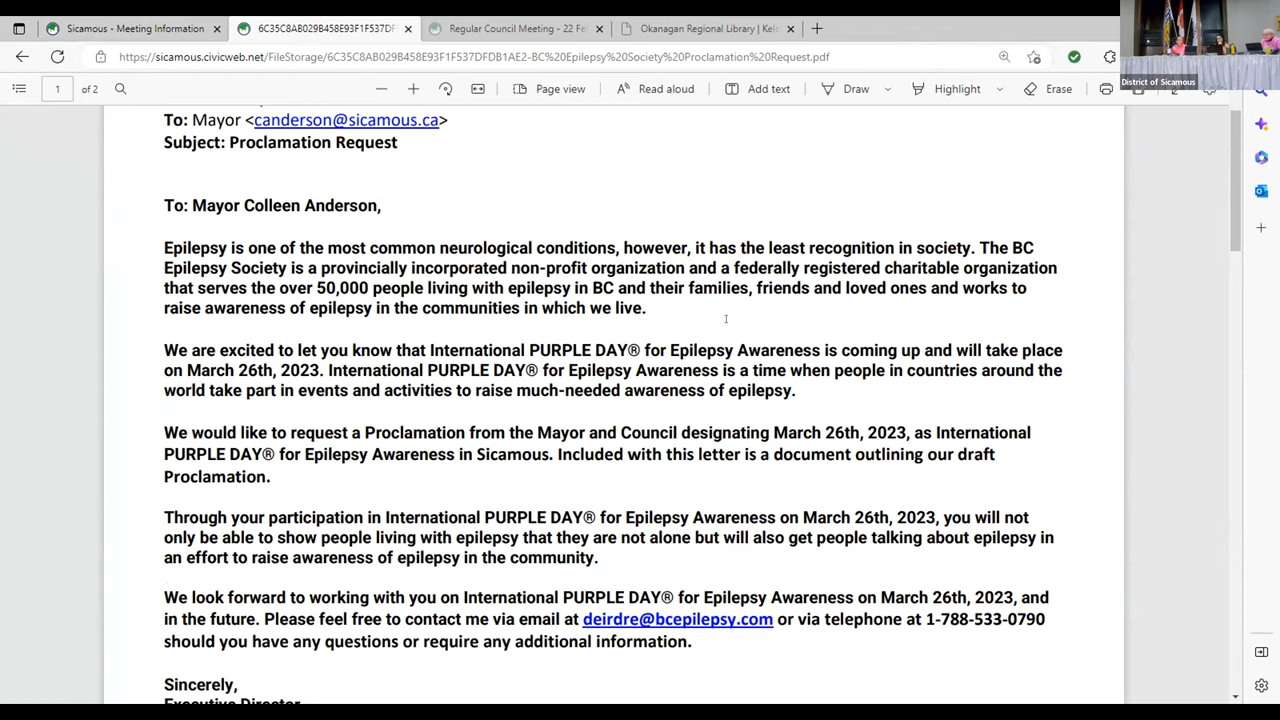 Sicamous - Meeting Information
6C35C8AB029B458E93F1F537DF
Regular Council Meeting - 22 Fe
Okanagan Regional Library | Kel
https://sicamous.civicweb.net/FileStorage/6C35C8AB029B458E93F1F537DFDB1AE2-BC%20Epilepsy%20Society%20Proclamation%20Request.pdf
District of Sicamous
1 of 2
Page view
Read aloud
Add text
Draw
Highlight
Erase
To: Mayor <canderson@sicamous.ca>
Subject: Proclamation Request
To: Mayor Colleen Anderson,
Epilepsy is one of the most common neurological conditions, however, it has the least recognition in society. The BC
Epilepsy Society is a provincially incorporated non-profit organization and a federally registered charitable organization
that serves the over 50,000 people living with epilepsy in BC and their families, friends and loved ones and works to
raise awareness of epilepsy in the communities in which we live.
We are excited to let you know that International PURPLE DAY® for Epilepsy Awareness is coming up and will take place
on March 26th, 2023. International PURPLE DAY® for Epilepsy Awareness is a time when people in countries around the
world take part in events and activities to raise much-needed awareness of epilepsy.
We would like to request a Proclamation from the Mayor and Council designating March 26th, 2023, as International
PURPLE DAY® for Epilepsy Awareness in Sicamous. Included with this letter is a document outlining our draft
Proclamation.
Through your participation in International PURPLE DAY® for Epilepsy Awareness on March 26th, 2023, you will not
only be able to show people living with epilepsy that they are not alone but will also get people talking about epilepsy in
an effort to raise awareness of epilepsy in the community.
We look forward to working with you on International PURPLE DAY® for Epilepsy Awareness on March 26th, 2023, and
in the future. Please feel free to contact me via email at deirdre@bcepilepsy.com or via telephone at 1-788-533-0790
should you have any questions or require any additional information.
Sincerely,
Executive Director